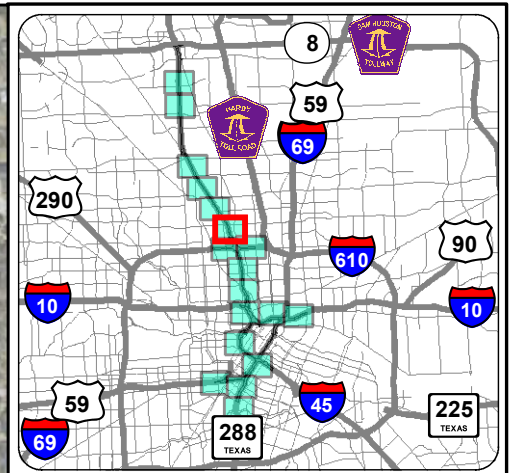 8
SAM HOUSTON
TOLLWAY
59
HARDY
TOLL ROAD
69
290
90
610
10
10
59
45
225
TEXAS
288
TEXAS
69